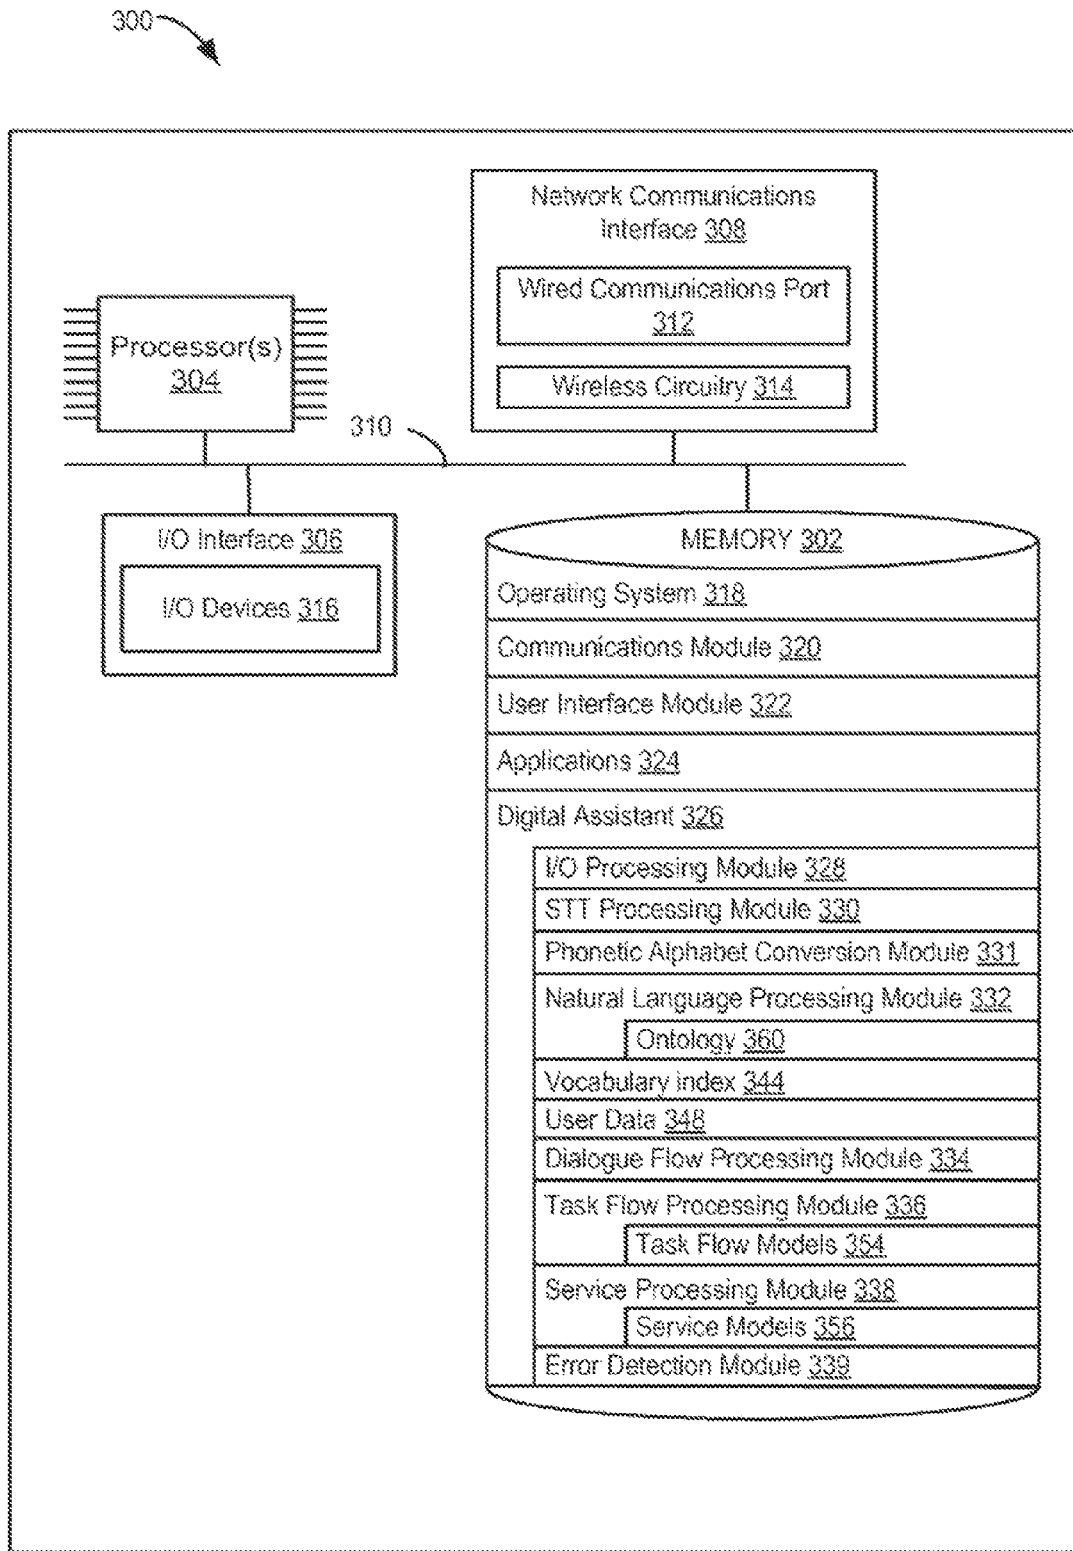 300
Network Communications
Interface 308
Wired Communications Port
312
Wireless Circuitry 314
Processor(s)
304
310
I/O Interface 306
I/O Devices 316
MEMORY 302
Operating System 318
Communications Module 320
User Interface Module 322
Applications 324
Digital Assistant 326
I/O Processing Module 328
STT Processing Module 330
Phonetic Alphabet Conversion Module 331
Natural Language Processing Module 332
Ontology 360
Vocabulary Index 344
User Data 348
Dialogue Flow Processing Module 334
Task Flow Processing Module 336
Task Flow Models 354
Service Processing Module 338
Service Models 356
Error Detection Module 339